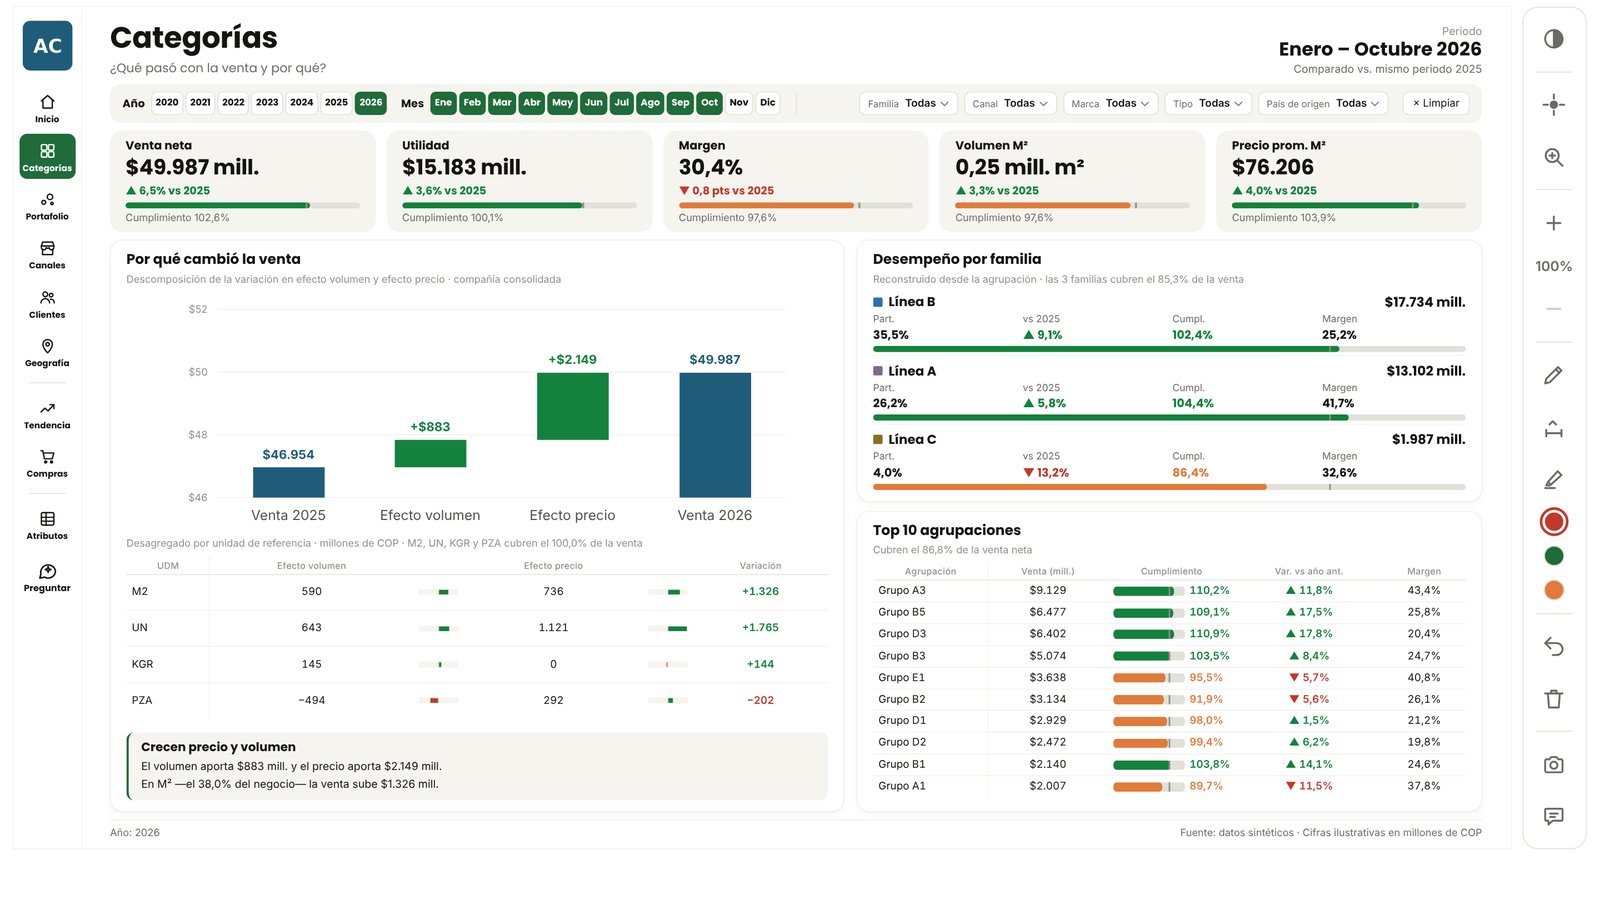 AC
Inicio
Categorías
Portafolio
Canales
Clientes
Geografía
Tendencia
Compras
Atributos
Preguntar
Categorías
¿Qué pasó con la venta y por qué?
Periodo
Enero – Octubre 2026
Comparado vs. mismo periodo 2025
Año 2020 2021 2022 2023 2024 2025 2026 Mes Ene Feb Mar Abr May Jun Jul Ago Sep Oct Nov Dic Familia Todas Canal Todas Marca Todas Tipo Todas País de origen Todas × Limpiar
Venta neta
$49.987 mill.
▲ 6,5% vs 2025
Cumplimiento 102,6%
Utilidad
$15.183 mill.
▲ 3,6% vs 2025
Cumplimiento 100,1%
Margen
30,4%
▼ 0,8 pts vs 2025
Cumplimiento 97,6%
Volumen M²
0,25 mill. m²
▲ 3,3% vs 2025
Cumplimiento 97,6%
Precio prom. M²
$76.206
▲ 4,0% vs 2025
Cumplimiento 103,9%
Por qué cambió la venta
Descomposición de la variación en efecto volumen y efecto precio · compañía consolidada
$52
$50
$48
$46
$46.954
+$883
+$2.149
$49.987
Venta 2025 Efecto volumen Efecto precio Venta 2026
Desagregado por unidad de referencia · millones de COP · M2, UN, KGR y PZA cubren el 100,0% de la venta
UDM Efecto volumen Efecto precio Variación
M2 590 736 +1.326
UN 643 1.121 +1.765
KGR 145 0 +144
PZA −494 292 −202
Crecen precio y volumen
El volumen aporta $883 mill. y el precio aporta $2.149 mill.
En M² —el 38,0% del negocio— la venta sube $1.326 mill.
Desempeño por familia
Reconstruido desde la agrupación · las 3 familias cubren el 85,3% de la venta
Línea B $17.734 mill.
Part. vs 2025 Cumpl. Margen
35,5% ▲ 9,1% 102,4% 25,2%
Línea A $13.102 mill.
Part. vs 2025 Cumpl. Margen
26,2% ▲ 5,8% 104,4% 41,7%
Línea C $1.987 mill.
Part. vs 2025 Cumpl. Margen
4,0% ▼ 13,2% 86,4% 32,6%
Top 10 agrupaciones
Cubren el 86,8% de la venta neta
Agrupación Venta (mill.) Cumplimiento Var. vs año ant. Margen
Grupo A3 $9.129 110,2% ▲ 11,8% 43,4%
Grupo B5 $6.477 109,1% ▲ 17,5% 25,8%
Grupo D3 $6.402 110,9% ▲ 17,8% 20,4%
Grupo B3 $5.074 103,5% ▲ 8,4% 24,7%
Grupo E1 $3.638 95,5% ▼ 5,7% 40,8%
Grupo B2 $3.134 91,9% ▼ 5,6% 26,1%
Grupo D1 $2.929 98,0% ▲ 1,5% 21,2%
Grupo D2 $2.472 99,4% ▲ 6,2% 19,8%
Grupo B1 $2.140 103,8% ▲ 14,1% 24,6%
Grupo A1 $2.007 89,7% ▼ 11,5% 37,8%
Año: 2026
Fuente: datos sintéticos · Cifras ilustrativas en millones de COP
100%